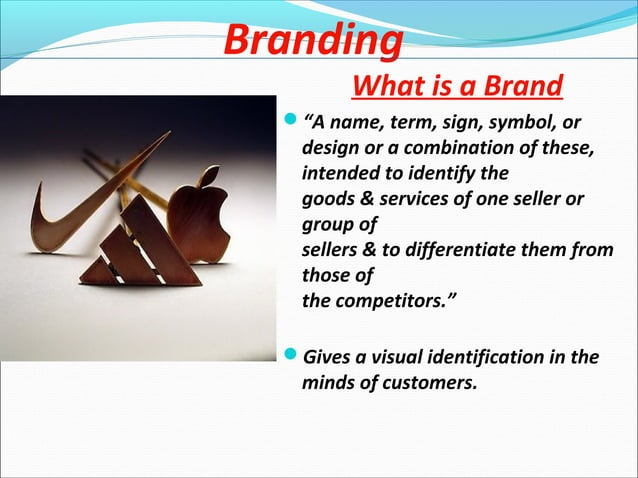 Branding
What is a Brand
“A name, term, sign, symbol, or
design or a combination of these,
intended to identify the
goods & services of one seller or
group of
sellers & to differentiate them from
those of
the competitors.”
Gives a visual identification in the
minds of customers.